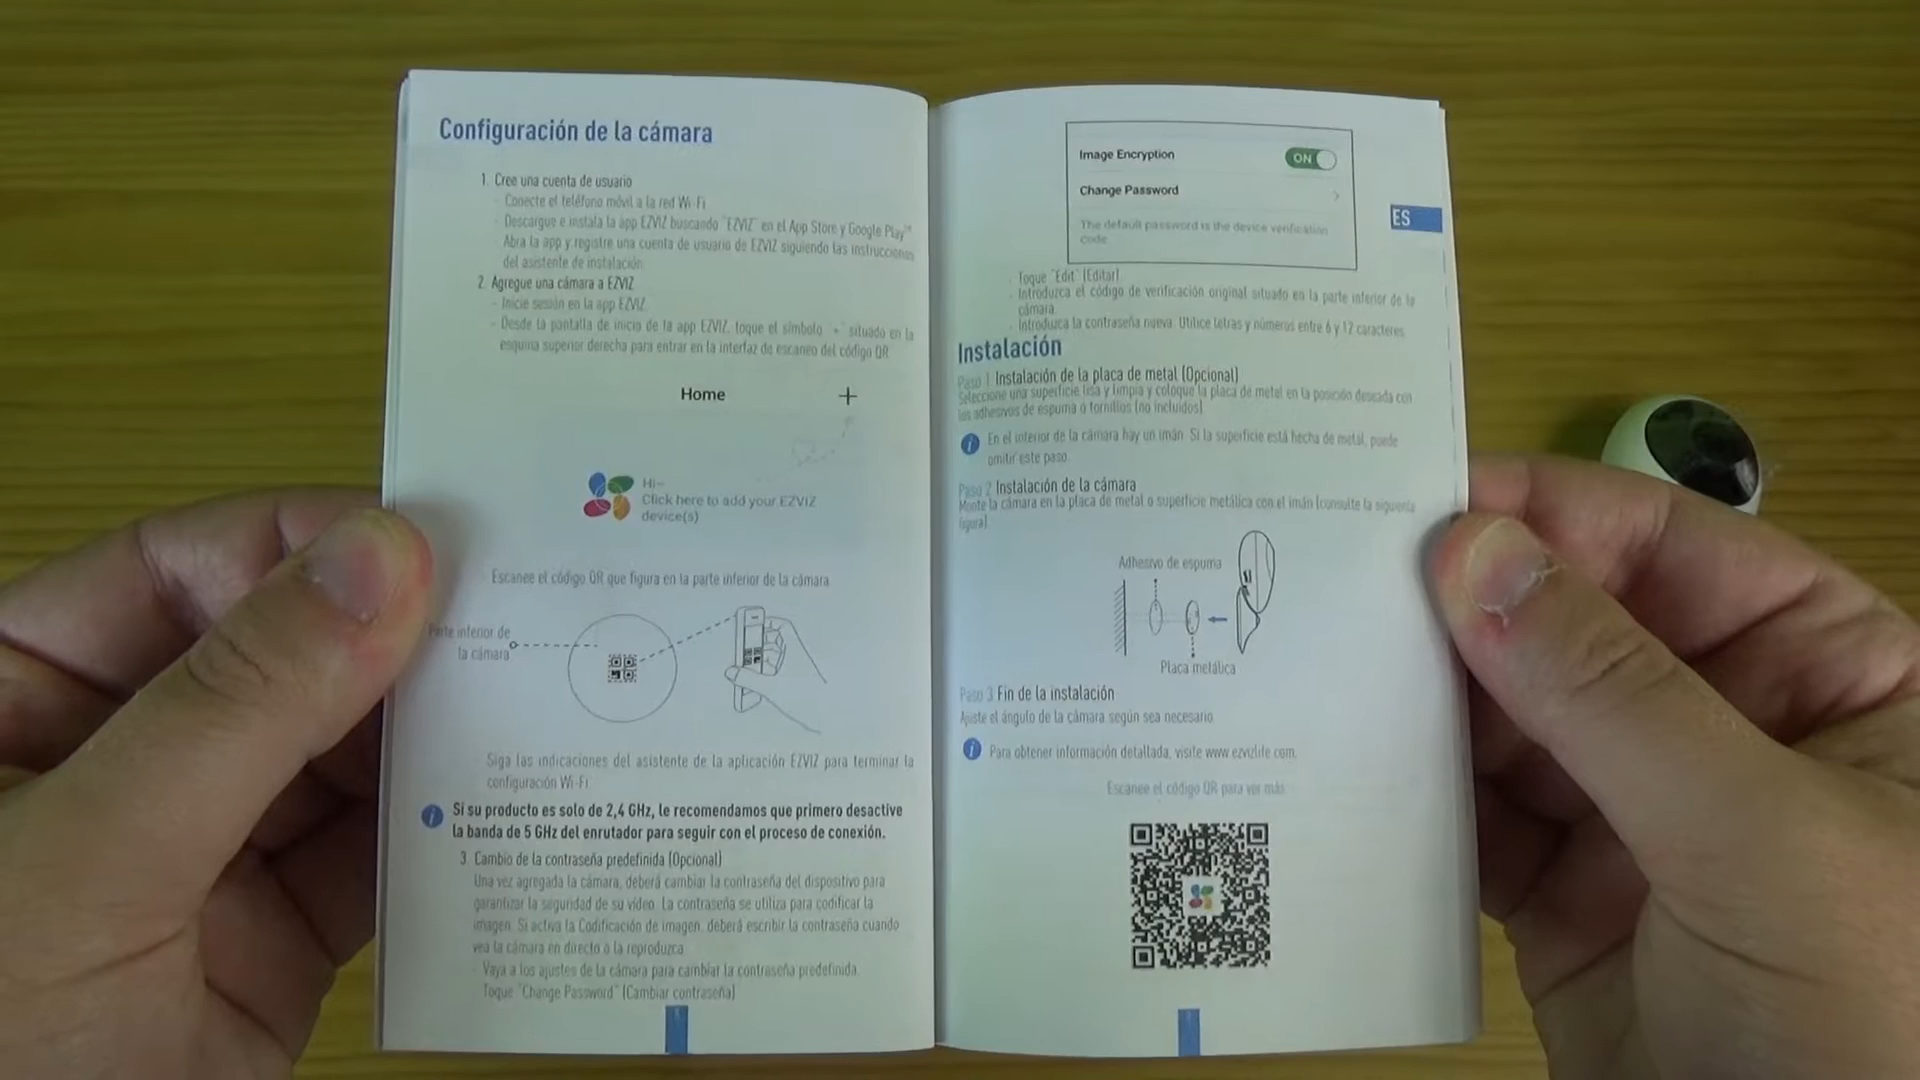 Configuración de la cámara
1. Cree una cuenta de usuario
- Conecte el teléfono móvil a la red Wi-Fi
- Descargue e instala la app EZVIZ buscando "EZVIZ" en el App Store y Google Play™
- Abra la app y registre una cuenta de usuario de EZVIZ siguiendo las instrucciones
del asistente de instalación
2. Agregue una cámara a EZVIZ
- Inicie sesión en la app EZVIZ
- Desde la pantalla de inicio de la app EZVIZ, toque el símbolo "+" situado en la
esquina superior derecha para entrar en la interfaz de escaneo del código QR
Home +
Hi~
Click here to add your EZVIZ
device(s)
Escanee el código QR que figura en la parte inferior de la cámara
Parte inferior de
la cámara
Siga las indicaciones del asistente de la aplicación EZVIZ para terminar la
configuración Wi-Fi
i Si su producto es solo de 2,4 GHz, le recomendamos que primero desactive
la banda de 5 GHz del enrutador para seguir con el proceso de conexión.
3. Cambio de la contraseña predefinida (Opcional)
Una vez agregada la cámara, deberá cambiar la contraseña del dispositivo para
garantizar la seguridad de su vídeo. La contraseña se utiliza para codificar la
imagen. Si activa la Codificación de imagen, deberá escribir la contraseña cuando
vea la cámara en directo o la reproduzca
- Vaya a los ajustes de la cámara para cambiar la contraseña predefinida
Toque "Change Password" (Cambiar contraseña)
Image Encryption ON
Change Password >
The default password is the device verification
code
ES
- Toque "Edit" (Editar)
- Introduzca el código de verificación original situado en la parte inferior de la
cámara
- Introduzca la contraseña nueva. Utilice letras y números entre 6 y 12 caracteres
Instalación
Paso 1 Instalación de la placa de metal (Opcional)
Seleccione una superficie lisa y limpia y coloque la placa de metal en la posición deseada con
los adhesivos de espuma o tornillos (no incluidos)
i En el interior de la cámara hay un imán. Si la superficie está hecha de metal, puede
omitir este paso
Paso 2 Instalación de la cámara
Monte la cámara en la placa de metal o superficie metálica con el imán (consulte la siguiente
figura)
Adhesivo de espuma
Placa metálica
Paso 3 Fin de la instalación
Ajuste el ángulo de la cámara según sea necesario
i Para obtener información detallada, visite www.ezvizlife.com.
Escanee el código QR para ver más